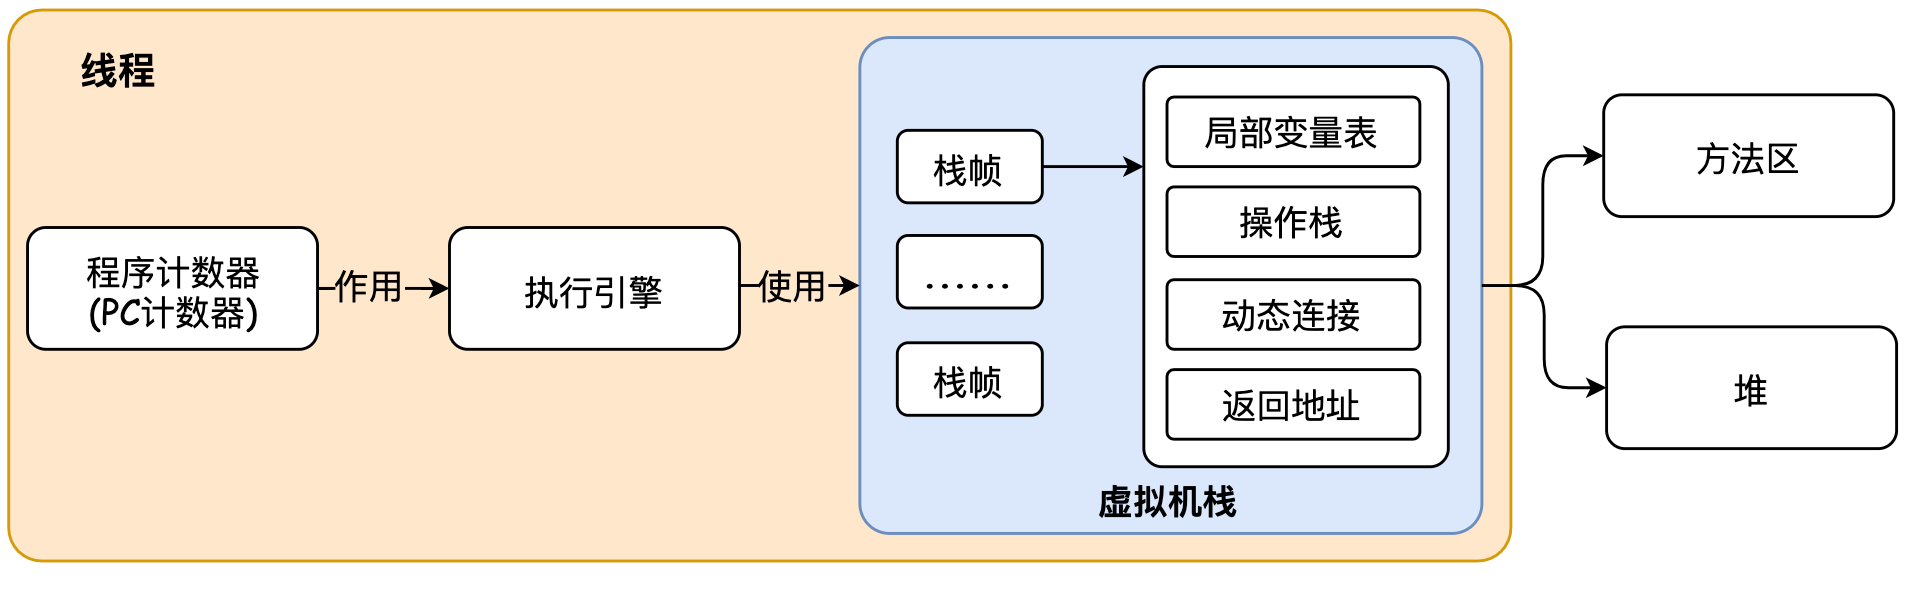 线程
程序计数器
(PC计数器)
作用
执行引擎
使用
栈帧
......
栈帧
局部变量表
操作栈
动态连接
返回地址
虚拟机栈
方法区
堆